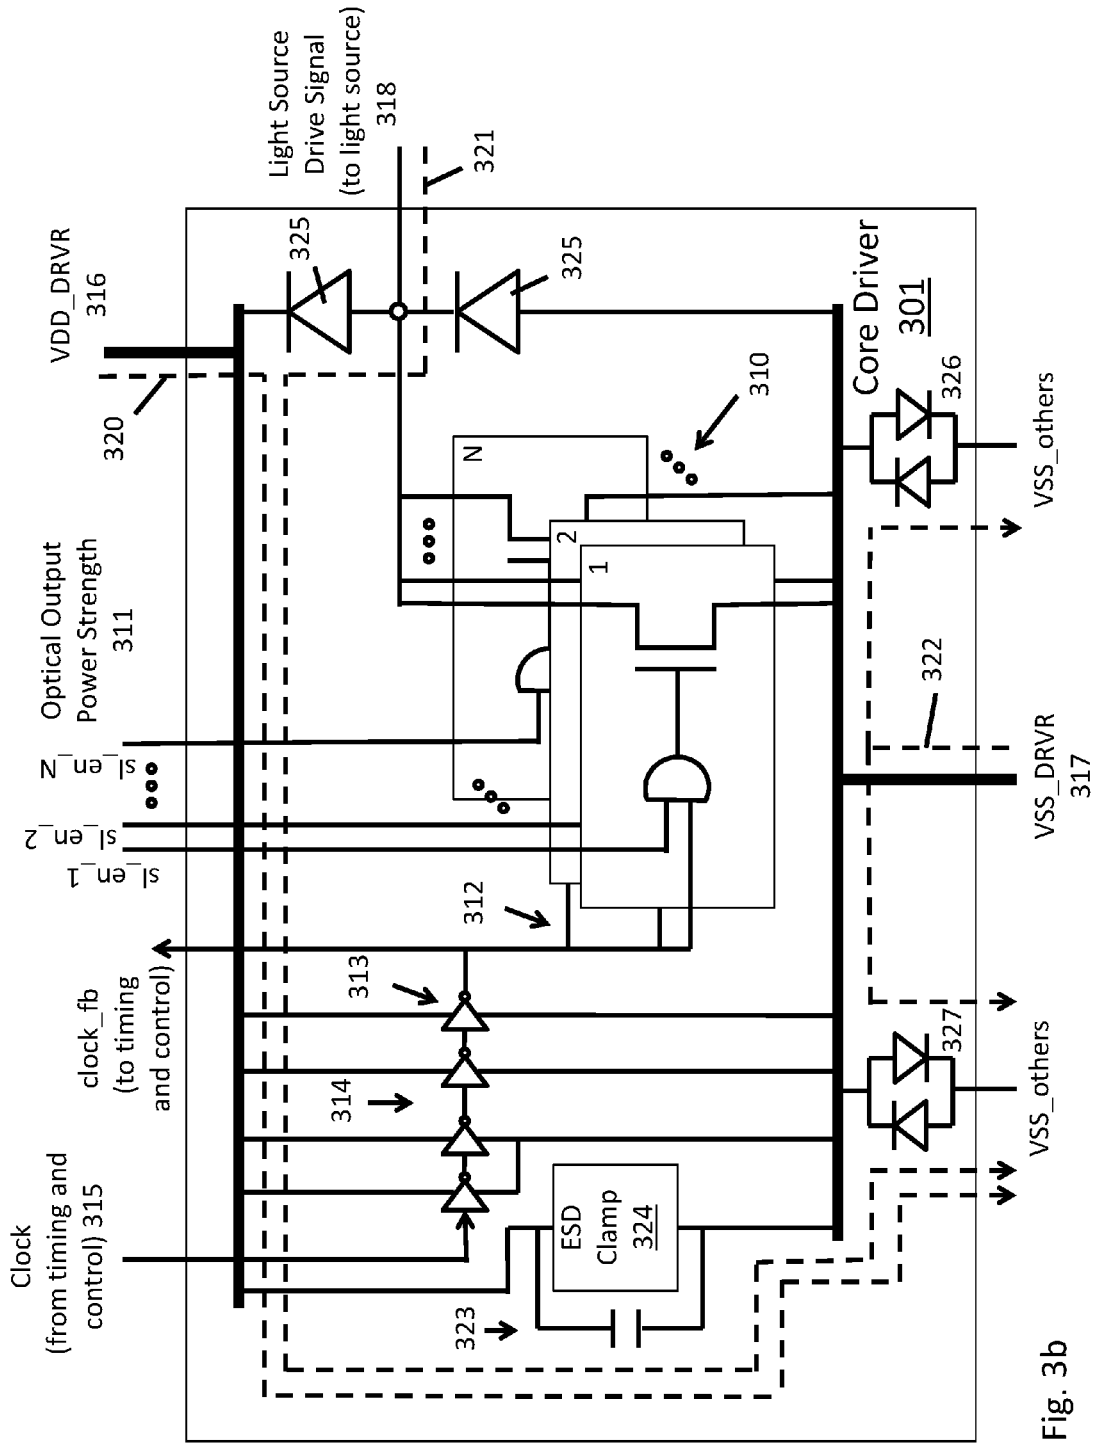 Clock
(from timing and
control) 315
clock_fb
(to timing
and control)
sl_en_1
sl_en_2
sl_en_N
Optical Output
Power Strength
311
320
VDD_DRVR
316
Light Source
Drive Signal
(to light source)
318
321
325
325
323
ESD
Clamp
324
314
313
312
1
2
N
310
Core Driver
301
327
VSS_others
VSS_DRVR
317
322
326
VSS_others
Fig. 3b